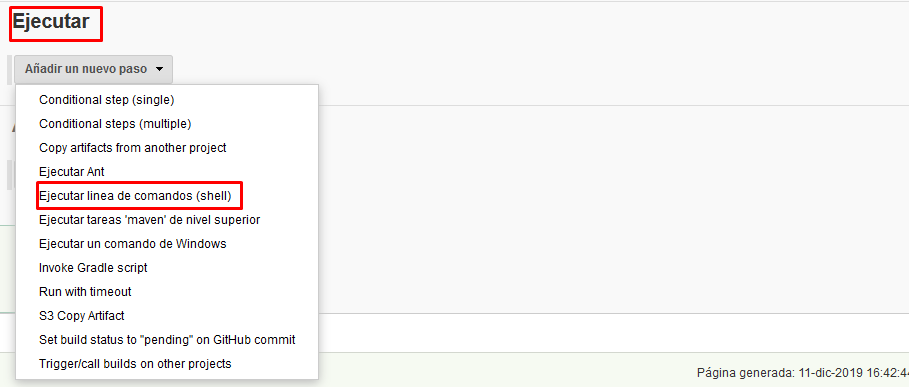 Ejecutar
Añadir un nuevo paso
Conditional step (single)
Conditional steps (multiple)
Copy artifacts from another project
Ejecutar Ant
Ejecutar linea de comandos (shell)
Ejecutar tareas 'maven' de nivel superior
Ejecutar un comando de Windows
Invoke Gradle script
Run with timeout
S3 Copy Artifact
Set build status to "pending" on GitHub commit
Trigger/call builds on other projects
Página generada: 11-dic-2019 16:42:44